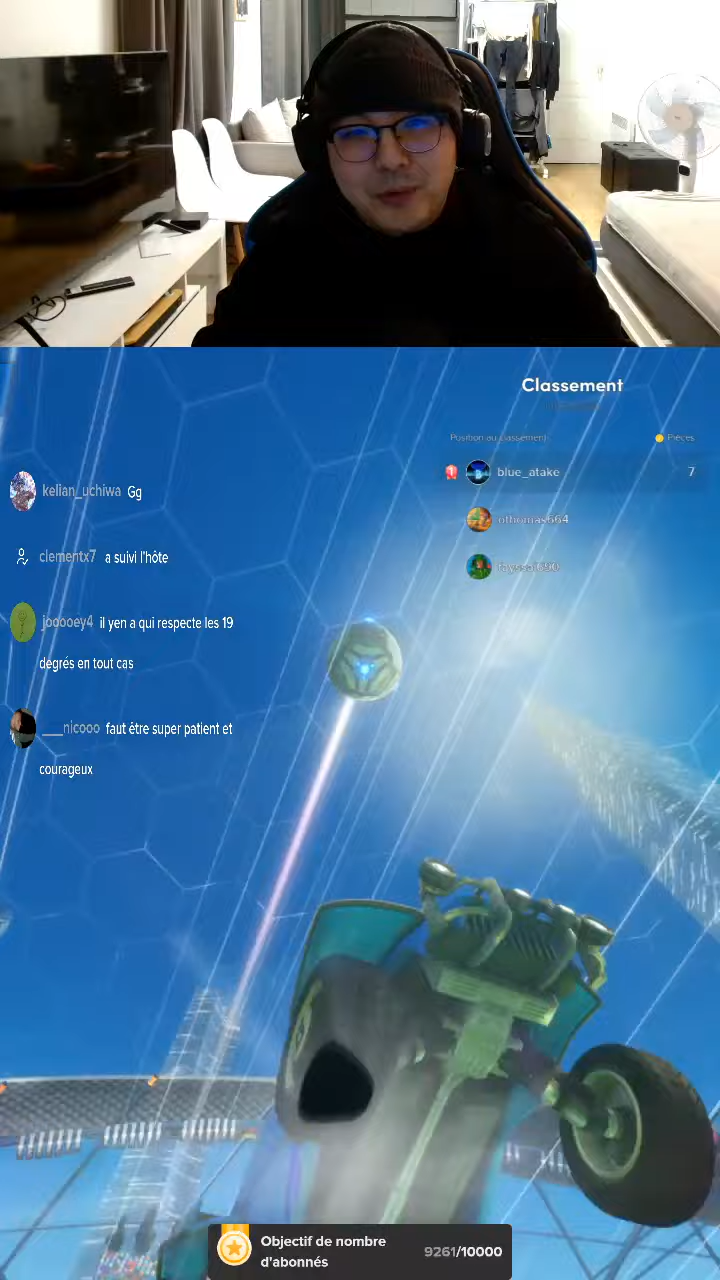 Classement
Position au classement
Pièces
blue_atake
7
othomas664
kelian_uchiwa Gg
clementx7 a suivi l'hôte
jooooey4 il yen a qui respecte les 19
degrés en tout cas
___nicooo faut être super patient et
courageux
Objectif de nombre
d'abonnés
9261/10000